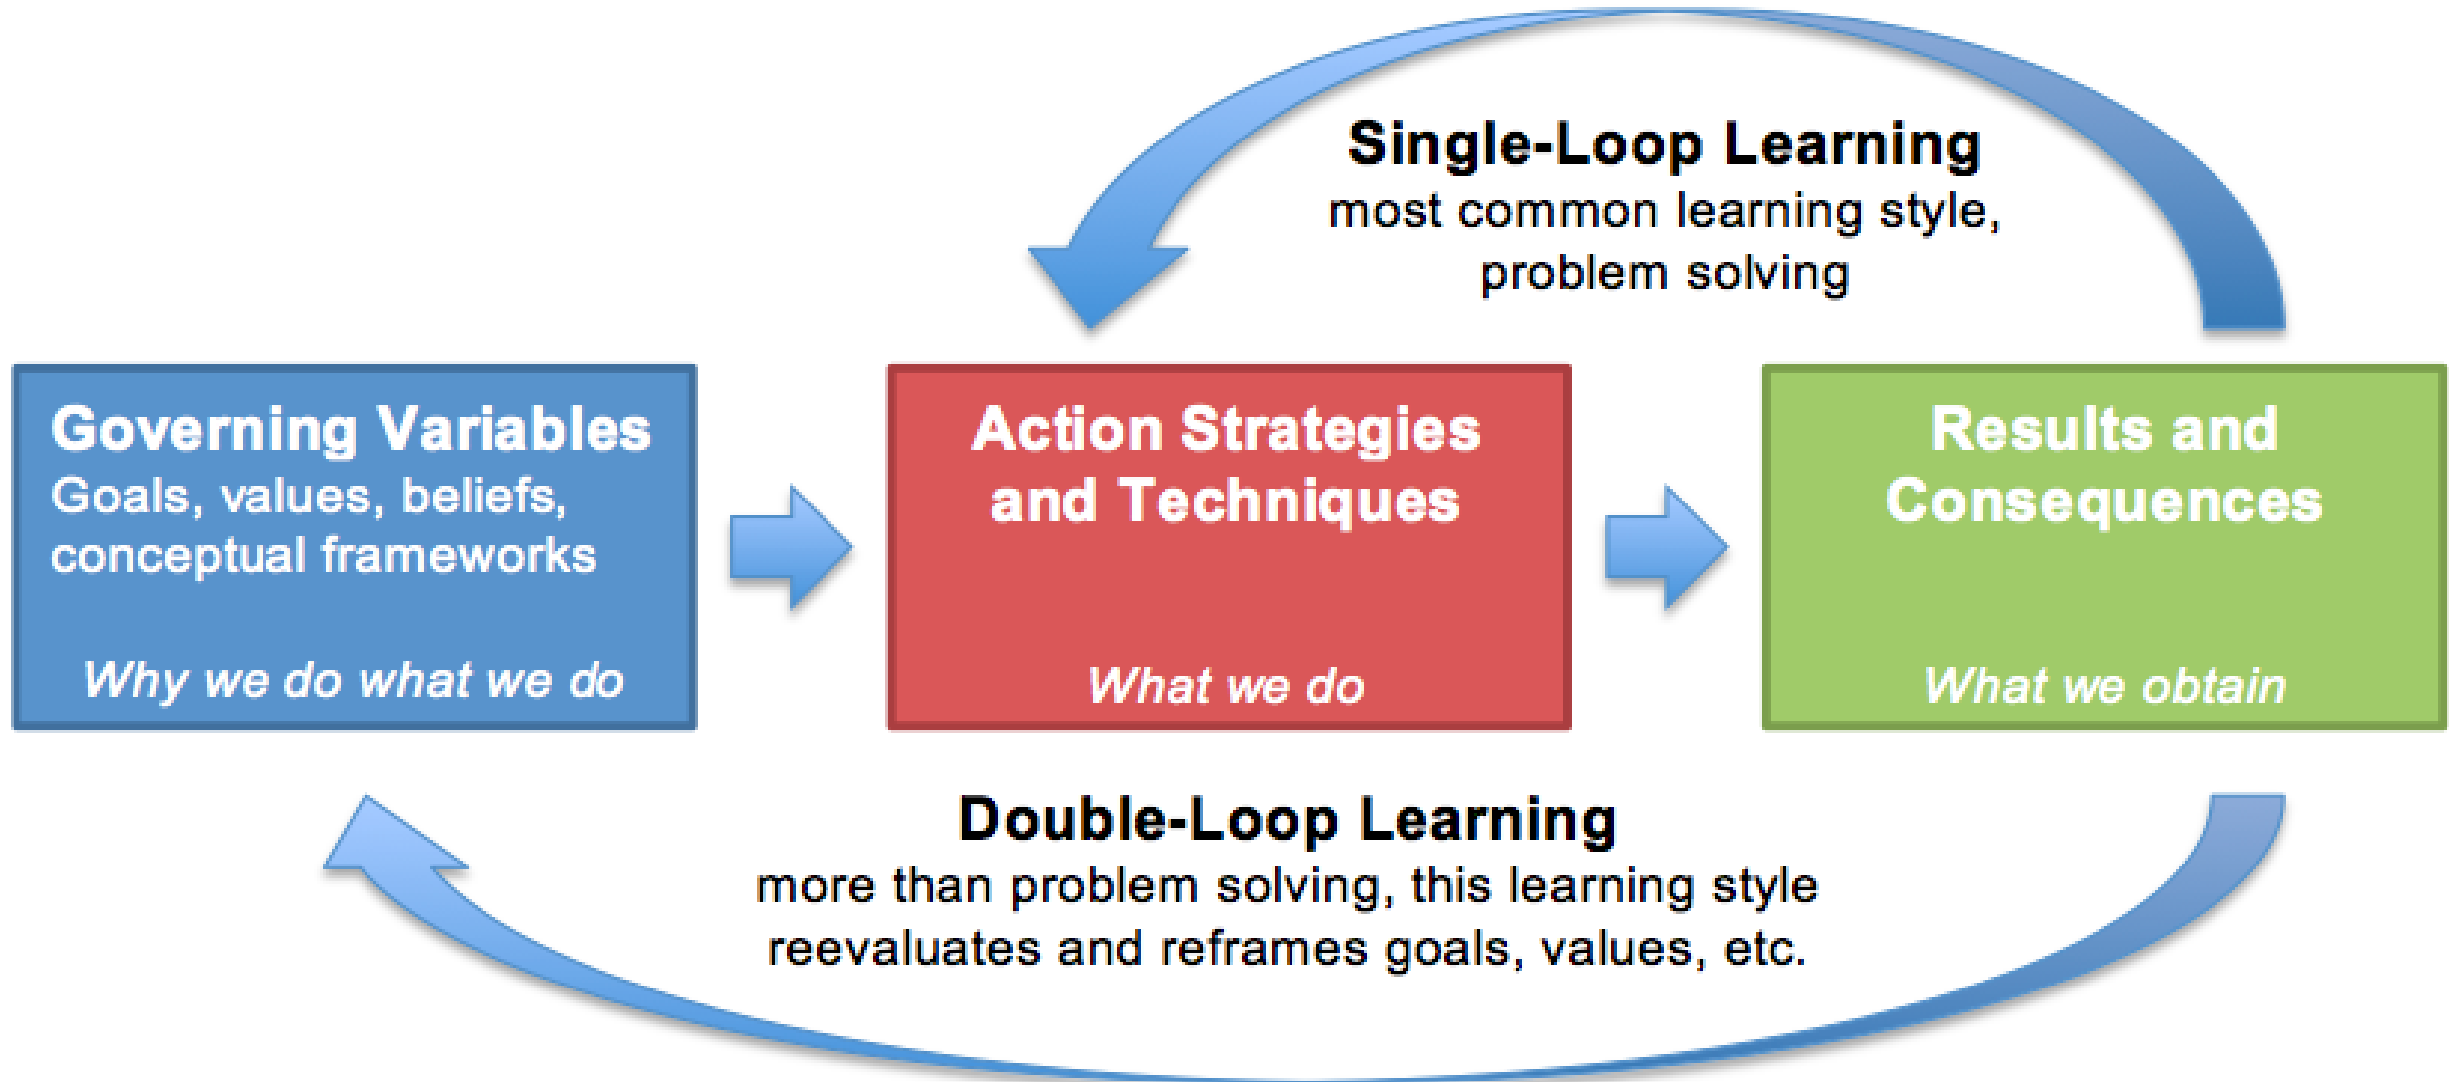 Single-Loop Learning
most common learning style,
problem solving
Governing Variables
Goals, values, beliefs,
conceptual frameworks
Why we do what we do
Action Strategies
and Techniques
What we do
Results and
Consequences
What we obtain
Double-Loop Learning
more than problem solving, this learning style
reevaluates and reframes goals, values, etc.